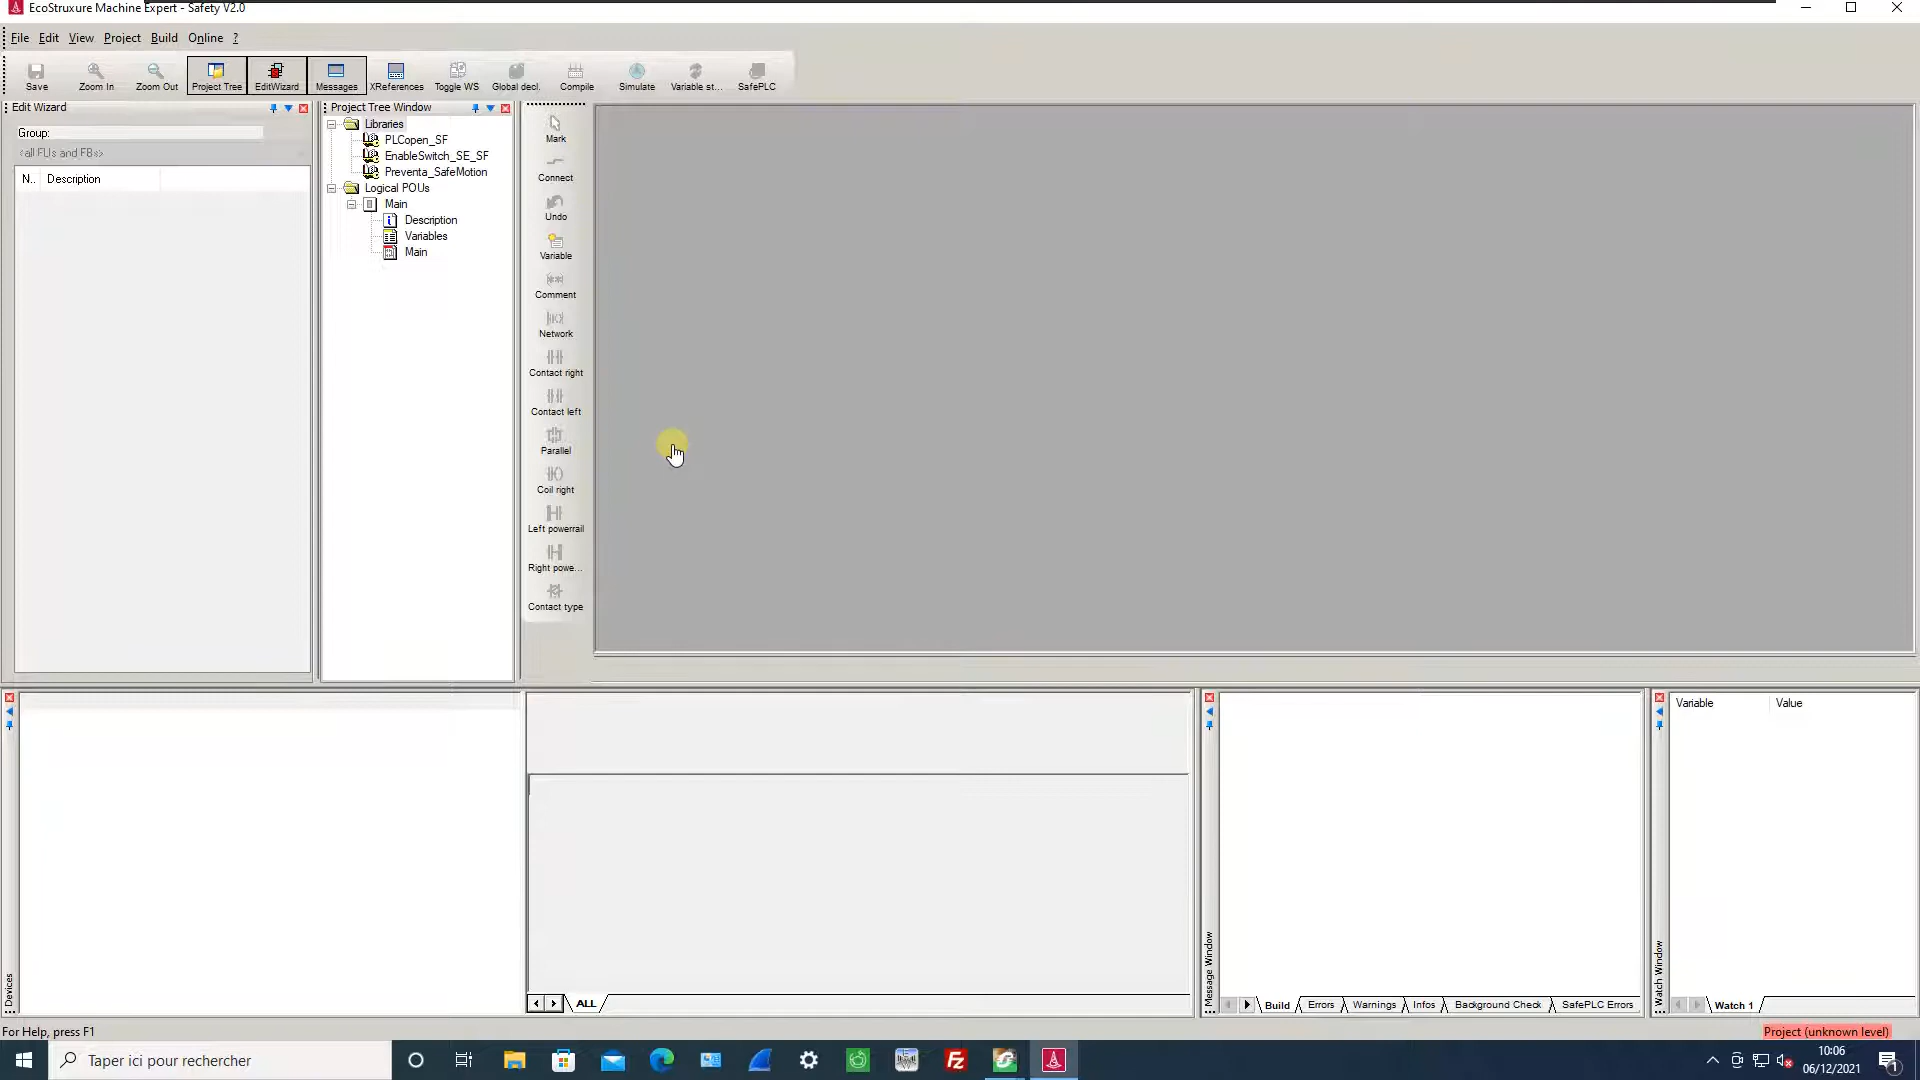 EcoStruxure Machine Expert - Safety V2.0
File Edit View Project Build Online ?
Save Zoom In Zoom Out Project Tree EditWizard Messages XReferences Toggle WS Global decl. Compile Simulate Variable st... SafePLC
Edit Wizard
Group:
<all FUs and FBs>
N.. Description
Project Tree Window
Libraries
PLCopen_SF
EnableSwitch_SE_SF
Preventa_SafeMotion
Logical POUs
Main
Description
Variables
Main
Mark
Connect
Undo
Variable
Comment
Network
Contact right
Contact left
Parallel
Coil right
Left powerrail
Right powe...
Contact type
Devices
ALL
Message Window
Build Errors Warnings Infos Background Check SafePLC Errors
Watch Window
Variable Value
Watch 1
For Help, press F1
Project (unknown level)
Taper ici pour rechercher
10:06
06/12/2021
1